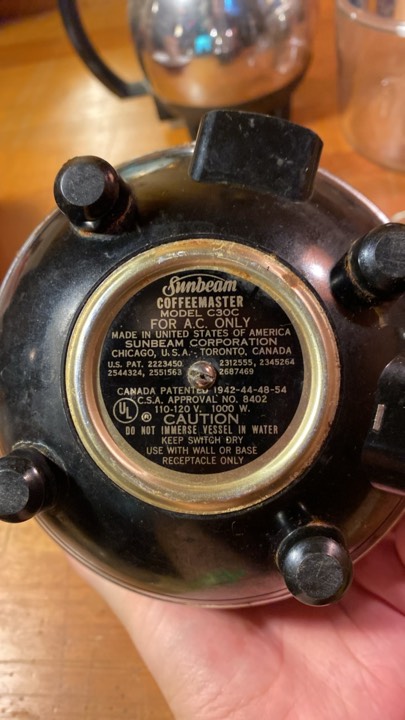 Sunbeam
COFFEEMASTER
MODEL C30C
FOR A.C. ONLY
MADE IN UNITED STATES OF AMERICA
SUNBEAM CORPORATION
CHICAGO, U.S.A. - TORONTO, CANADA
U.S. PAT. 2223450 2312555, 2345264
2544324, 2551563 2687469
CANADA PATENTED 1942-44-48-54
C.S.A. APPROVAL NO. 8402
UL ® 110-120 V. 1000 W.
CAUTION
DO NOT IMMERSE VESSEL IN WATER
KEEP SWITCH DRY
USE WITH WALL OR BASE
RECEPTACLE ONLY